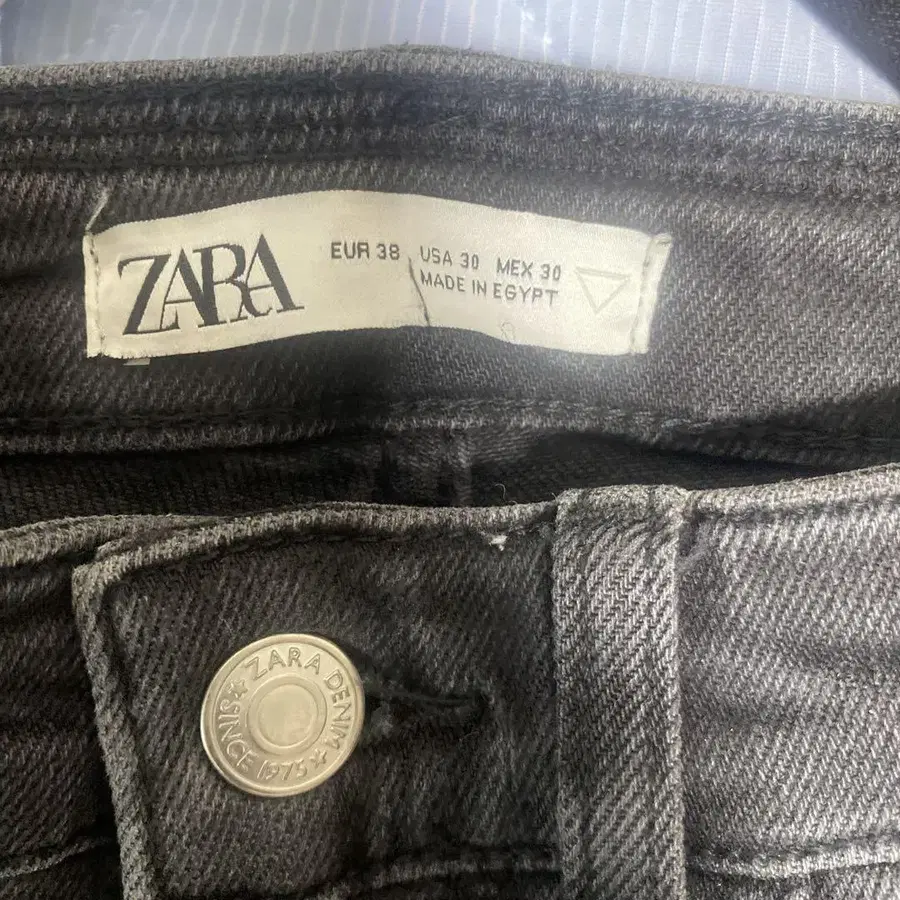 ZARA
EUR 38 USA 30 MEX 30
MADE IN EGYPT
ZARA DENIM
SINCE 1975